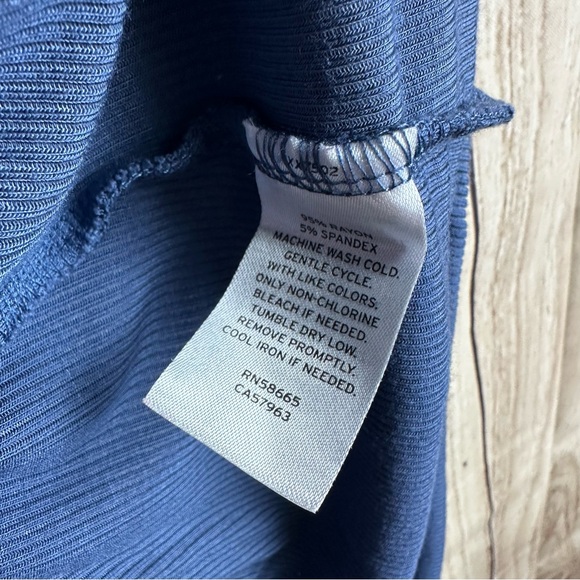 95% RAYON
5% SPANDEX
MACHINE WASH COLD.
GENTLE CYCLE.
WITH LIKE COLORS.
ONLY NON-CHLORINE
BLEACH IF NEEDED.
TUMBLE DRY LOW.
REMOVE PROMPTLY.
COOL IRON IF NEEDED.
RN58665
CA57963